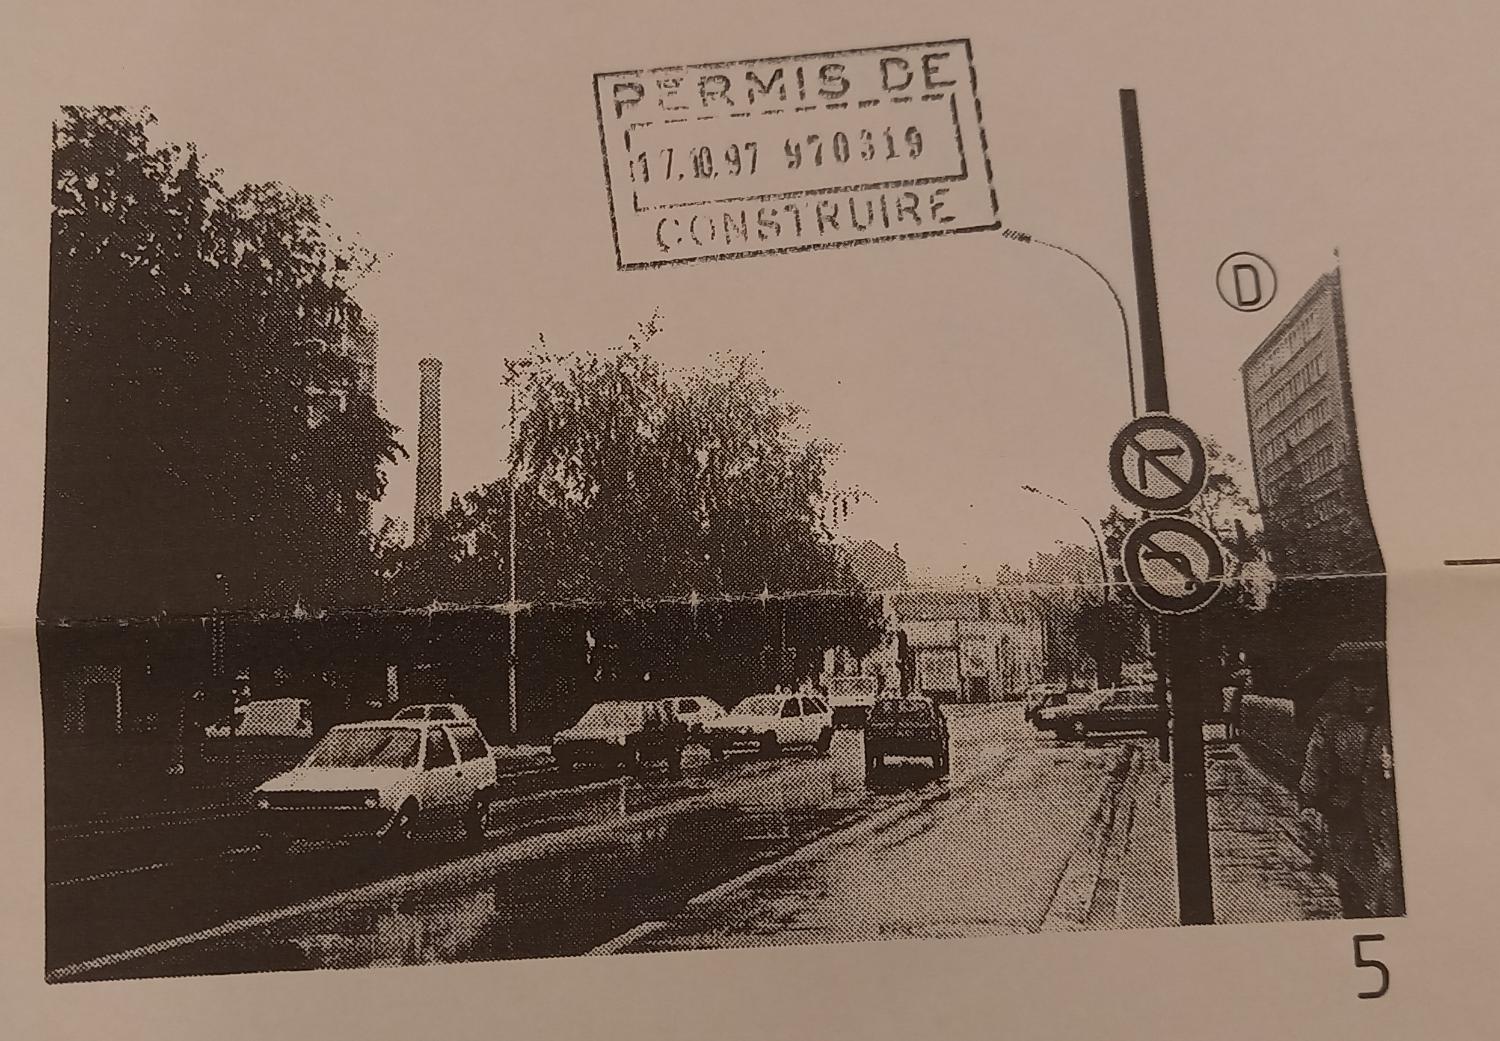 PERMIS DE
17.10.97 970319
CONSTRUIRE
D
5